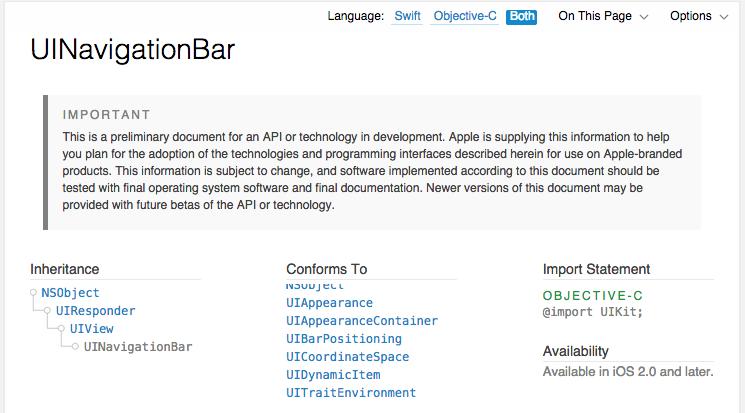 Language: Swift Objective-C Both On This Page Options
UINavigationBar
IMPORTANT
This is a preliminary document for an API or technology in development. Apple is supplying this information to help
you plan for the adoption of the technologies and programming interfaces described herein for use on Apple-branded
products. This information is subject to change, and software implemented according to this document should be
tested with final operating system software and final documentation. Newer versions of this document may be
provided with future betas of the API or technology.
Inheritance
NSObject
UIResponder
UIView
UINavigationBar
Conforms To
NSObject
UIAppearance
UIAppearanceContainer
UIBarPositioning
UICoordinateSpace
UIDynamicItem
UITraitEnvironment
Import Statement
OBJECTIVE-C
@import UIKit;
Availability
Available in iOS 2.0 and later.